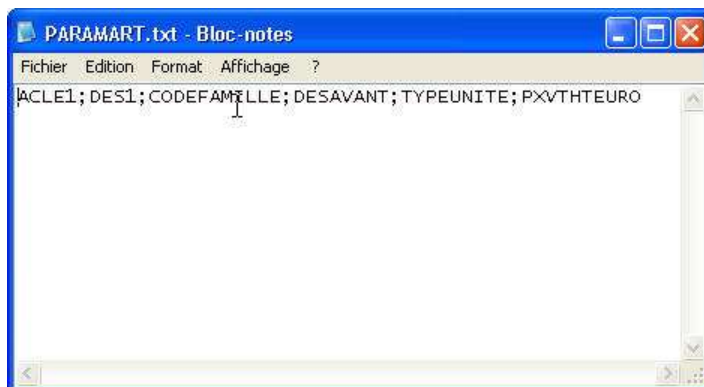 PARAMART.txt - Bloc-notes
Fichier Edition Format Affichage ?
ACLE1;DES1;CODEFAMILLE;DESAVANT;TYPEUNITE;PXVTHTEURO